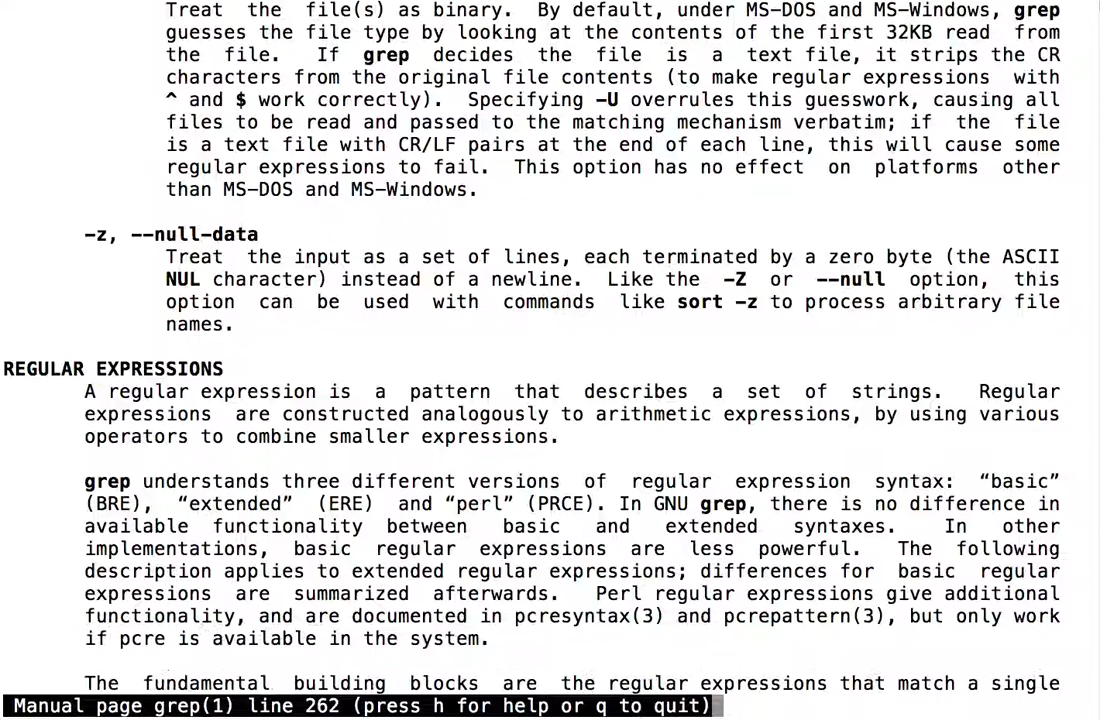 Treat the file(s) as binary. By default, under MS-DOS and MS-Windows, grep
guesses the file type by looking at the contents of the first 32KB read from
the file. If grep decides the file is a text file, it strips the CR
characters from the original file contents (to make regular expressions with
^ and $ work correctly). Specifying -U overrules this guesswork, causing all
files to be read and passed to the matching mechanism verbatim; if the file
is a text file with CR/LF pairs at the end of each line, this will cause some
regular expressions to fail. This option has no effect on platforms other
than MS-DOS and MS-Windows.
-z, --null-data
Treat the input as a set of lines, each terminated by a zero byte (the ASCII
NUL character) instead of a newline. Like the -Z or --null option, this
option can be used with commands like sort -z to process arbitrary file
names.
REGULAR EXPRESSIONS
A regular expression is a pattern that describes a set of strings. Regular
expressions are constructed analogously to arithmetic expressions, by using various
operators to combine smaller expressions.
grep understands three different versions of regular expression syntax: “basic”
(BRE), “extended” (ERE) and “perl” (PRCE). In GNU grep, there is no difference in
available functionality between basic and extended syntaxes. In other
implementations, basic regular expressions are less powerful. The following
description applies to extended regular expressions; differences for basic regular
expressions are summarized afterwards. Perl regular expressions give additional
functionality, and are documented in pcresyntax(3) and pcrepattern(3), but only work
if pcre is available in the system.
The fundamental building blocks are the regular expressions that match a single
Manual page grep(1) line 262 (press h for help or q to quit)